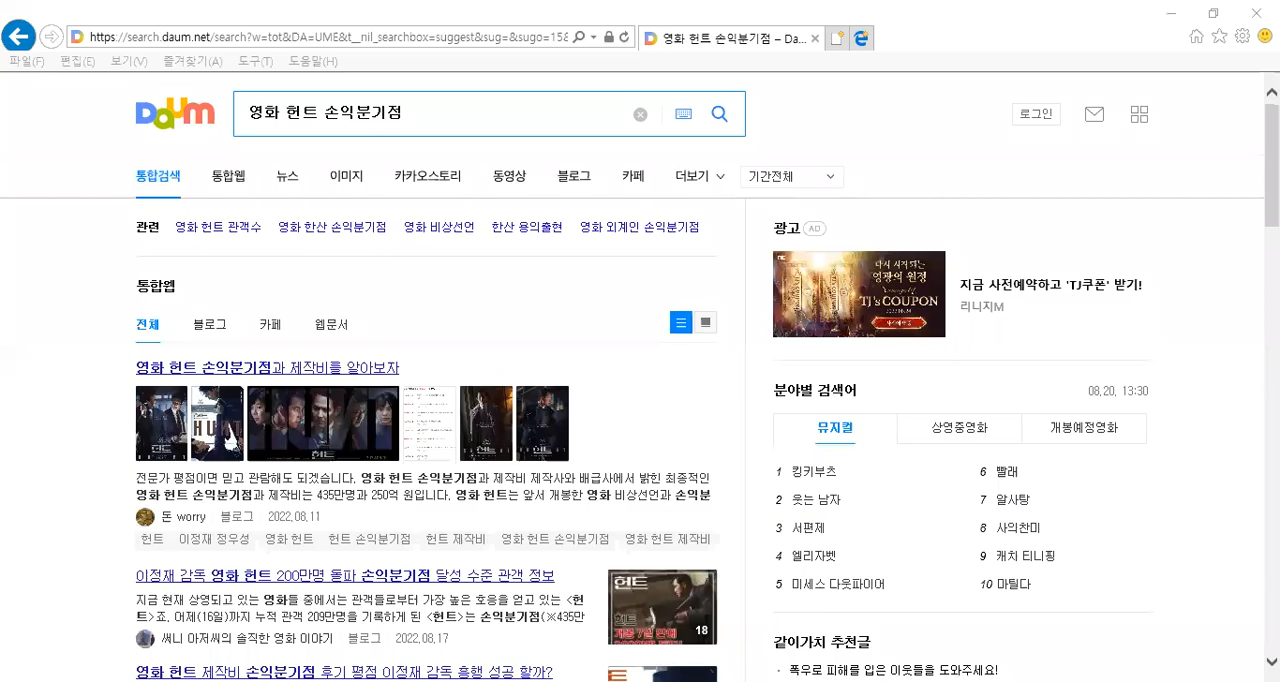 https://search.daum.net/search?w=tot&DA=UME&t__nil_searchbox=suggest&sug=&sugo=15&
영화 헌트 손익분기점 – Da...
파일(F) 편집(E) 보기(V) 즐겨찾기(A) 도구(T) 도움말(H)
Daum
영화 헌트 손익분기점
로그인
통합검색 통합웹 뉴스 이미지 카카오스토리 동영상 블로그 카페 더보기 기간전체
관련 영화 헌트 관객수 영화 한산 손익분기점 영화 비상선언 한산 용의출현 영화 외계인 손익분기점
통합웹
전체 블로그 카페 웹문서
영화 헌트 손익분기점과 제작비를 알아보자
헌트
전문가 평점이면 믿고 관람해도 되겠습니다. 영화 헌트 손익분기점과 제작비 제작사와 배급사에서 밝힌 최종적인
영화 헌트 손익분기점과 제작비는 435만명과 250억 원입니다. 영화 헌트는 앞서 개봉한 영화 비상선언과 손익분
돈 worry 블로그 2022.08.11
헌트 이정재 정우성 영화 헌트 헌트 손익분기점 헌트 제작비 영화 헌트 손익분기점 영화 헌트 제작비
이정재 감독 영화 헌트 200만명 돌파 손익분기점 달성 수준 관객 정보
지금 현재 상영되고 있는 영화들 중에서는 관객들로부터 가장 높은 호응을 얻고 있는 <헌
트>죠. 어제(16일)까지 누적 관객 209만명을 기록하게 된 <헌트>는 손익분기점(※435만
써니 아저씨의 솔직한 영화 이야기 블로그 2022.08.17
헌트
헌트
개봉 7일 만에
18
영화 헌트 제작비 손익분기점 후기 평점 이정재 감독 흥행 성공 할까?
광고 AD
다시 시작되는
영광의 원정
TJ's COUPON
사전예약하기
지금 사전예약하고 'TJ쿠폰' 받기!
리니지M
분야별 검색어 08.20. 13:30
뮤지컬 상영중영화 개봉예정영화
1 킹키부츠
2 웃는 남자
3 서편제
4 엘리자벳
5 미세스 다웃파이어
6 빨래
7 알사탕
8 사의찬미
9 캐치 티니핑
10 마틸다
같이가치 추천글
· 폭우로 피해를 입은 이웃들을 도와주세요!